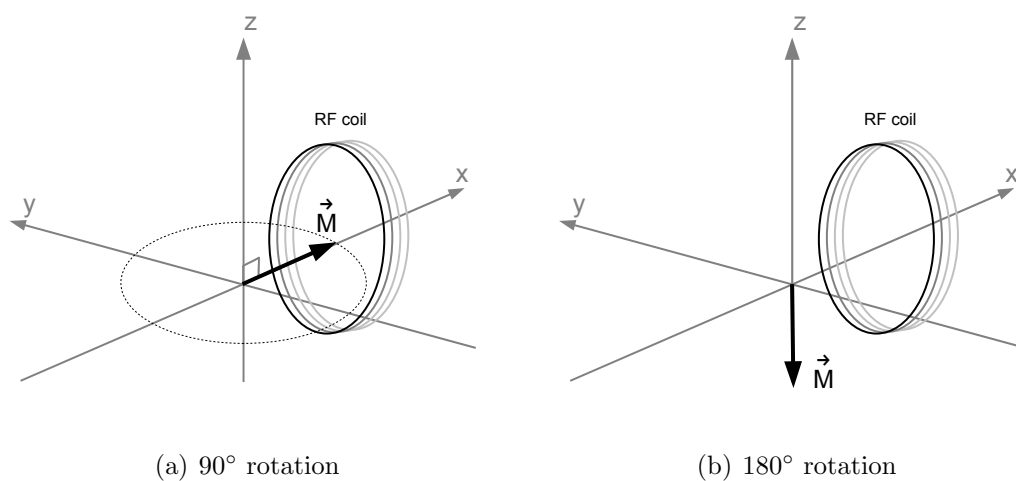 z
RF coil
x
y
M
(a) 90° rotation
z
RF coil
x
y
M
(b) 180° rotation